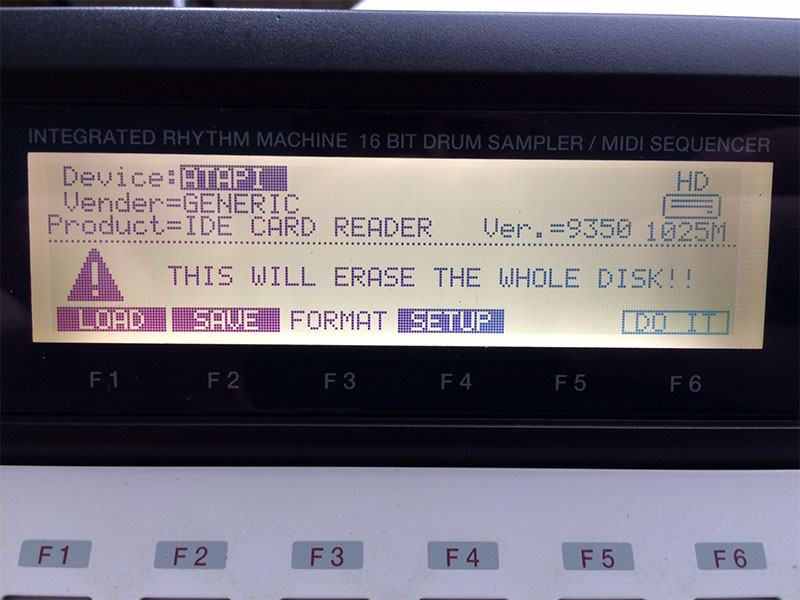 INTEGRATED RHYTHM MACHINE 16 BIT DRUM SAMPLER / MIDI SEQUENCER
Device:ATAPI HD
Vender=GENERIC
Product=IDE CARD READER Ver.=9350 1025M
THIS WILL ERASE THE WHOLE DISK!!
LOAD SAVE FORMAT SETUP DO IT
F1 F2 F3 F4 F5 F6
F1 F2 F3 F4 F5 F6